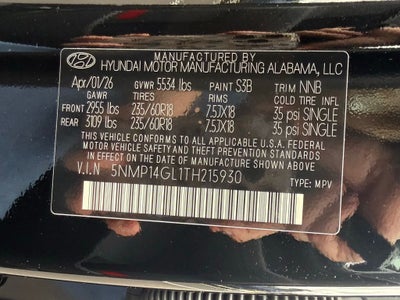 MANUFACTURED BY
HYUNDAI MOTOR MANUFACTURING ALABAMA, LLC
Apr/01/26 GVWR 5534 lbs PAINT S3B TRIM NNB
GAWR TIRES RIMS COLD TIRE INFL
FRONT 2955 lbs 235/60R18 7.5JX18 35 psi SINGLE
REAR 3109 lbs 235/60R18 7.5JX18 35 psi SINGLE
THIS VEHICLE CONFORMS TO ALL APPLICABLE U.S.A. FEDERAL
MOTOR VEHICLE SAFETY AND THEFT PREVENTION STANDARDS
IN EFFECT ON THE DATE OF MANUFACTURE SHOWN ABOVE.
V.I.N 5NMP14GL1TH215930 TYPE: MPV